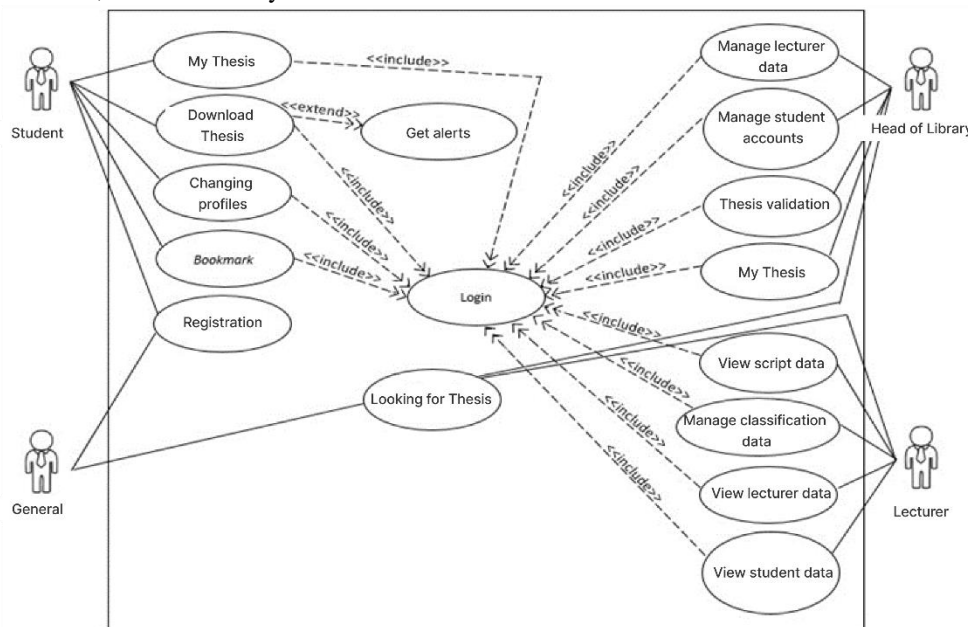 My Thesis
<<include>>
Manage lecturer
data
Student
Download
Thesis
<<extend>>
Get alerts
Manage student
accounts
Head of Library
<<include>>
<<include>>
<<include>>
Changing
profiles
<<include>>
<<include>>
Thesis validation
Bookmark
<<include>>
<<include>>
My Thesis
Login
Registration
<<include>>
View script data
Looking for Thesis
<<include>>
Manage classification
data
<<include>>
<<include>>
View lecturer data
General
Lecturer
View student data